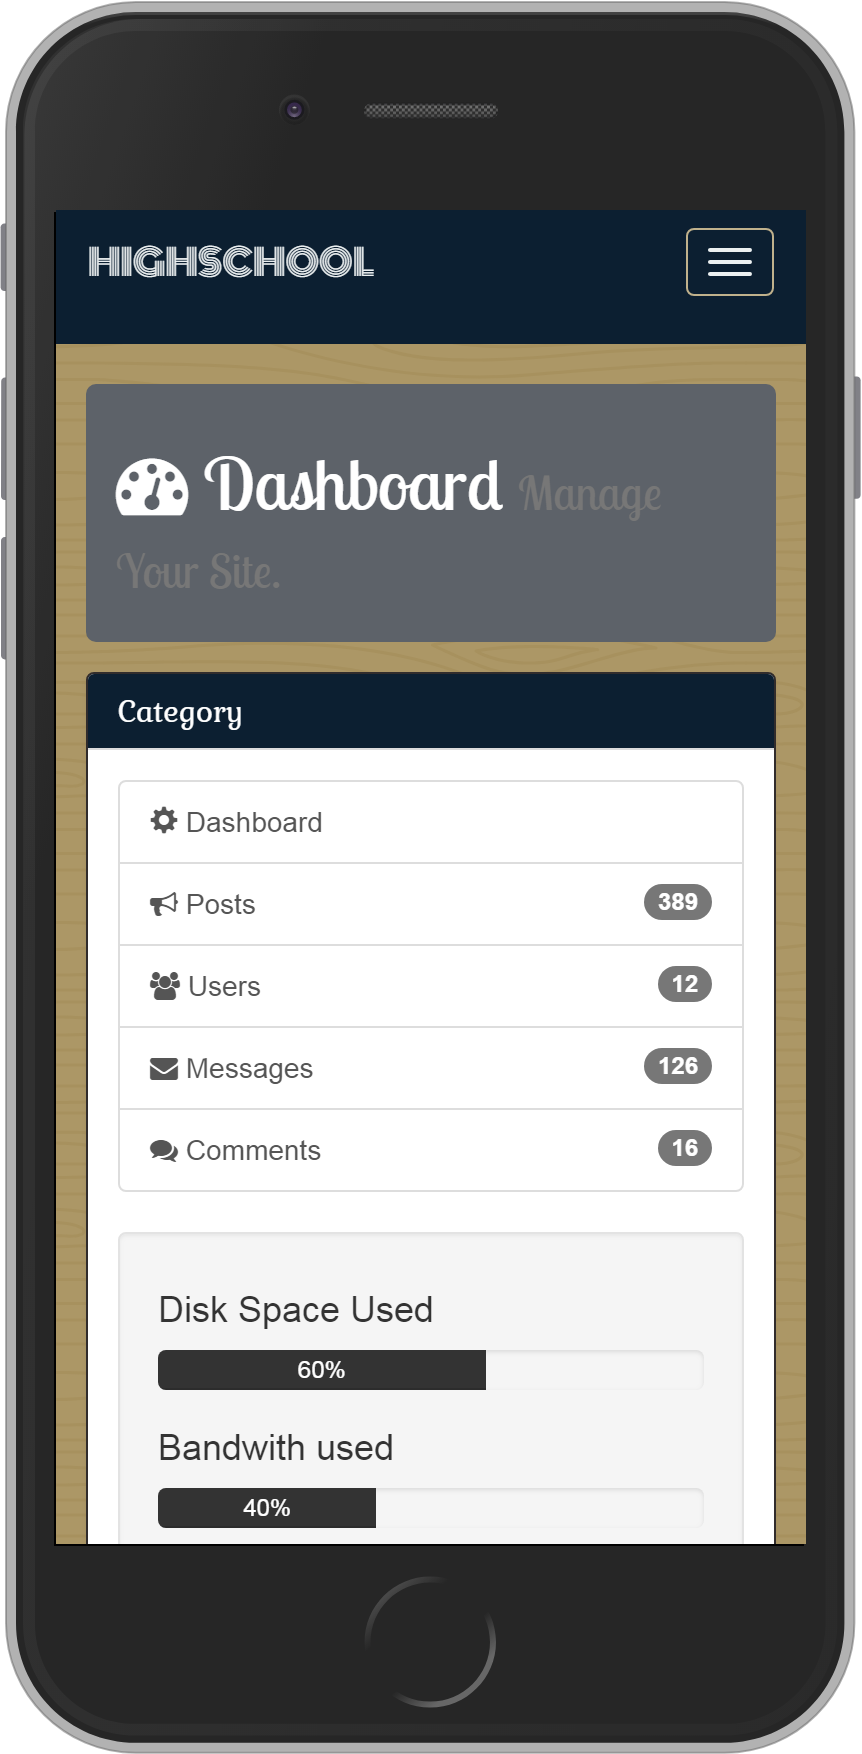 HIGHSCHOOL
Dashboard Manage
Your Site.
Category
Dashboard
Posts 389
Users 12
Messages 126
Comments 16
Disk Space Used
60%
Bandwith used
40%